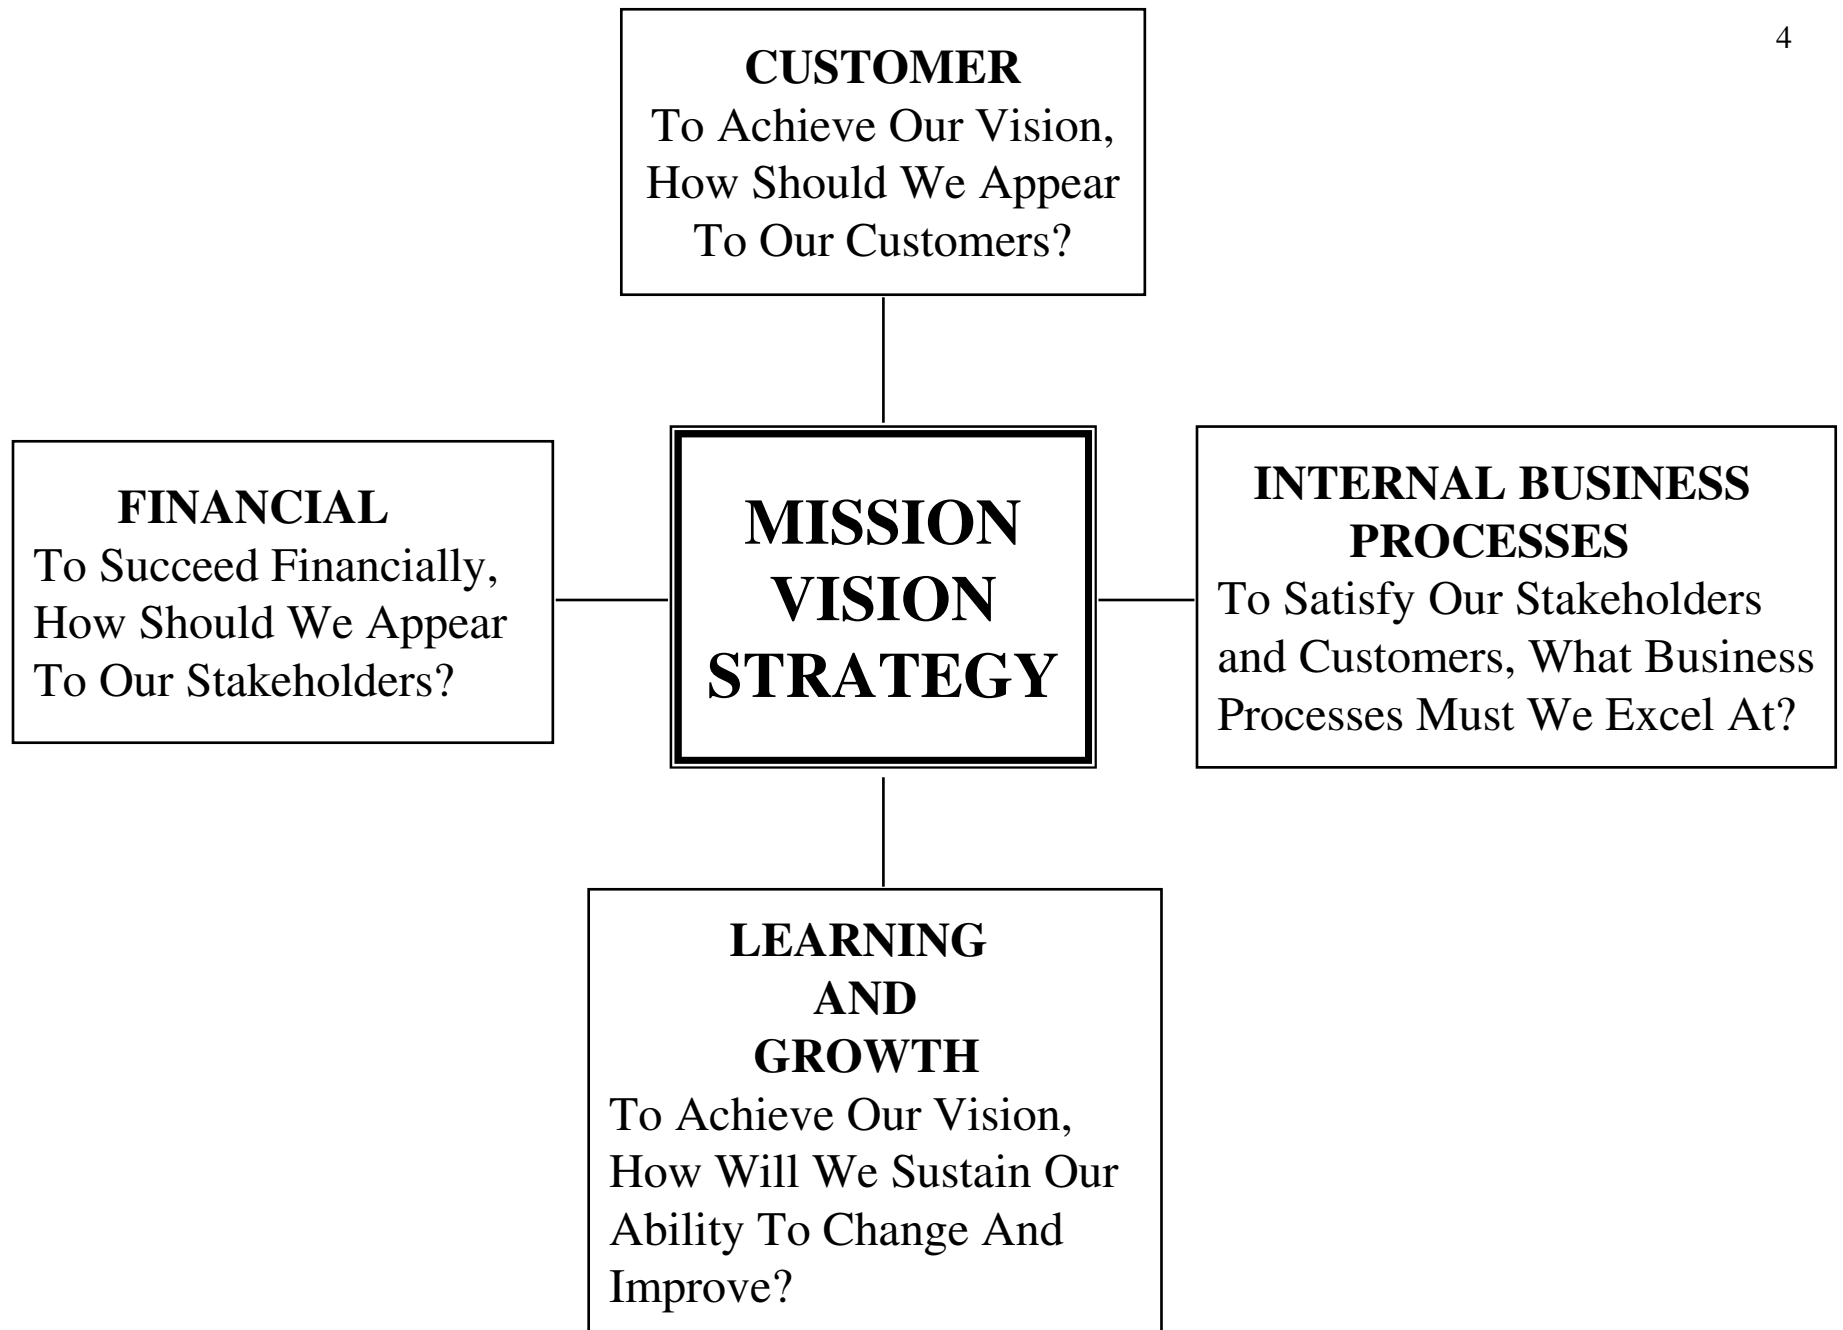 4
CUSTOMER
To Achieve Our Vision,
How Should We Appear
To Our Customers?
FINANCIAL
To Succeed Financially,
How Should We Appear
To Our Stakeholders?
MISSION
VISION
STRATEGY
INTERNAL BUSINESS
PROCESSES
To Satisfy Our Stakeholders
and Customers, What Business
Processes Must We Excel At?
LEARNING
AND
GROWTH
To Achieve Our Vision,
How Will We Sustain Our
Ability To Change And
Improve?